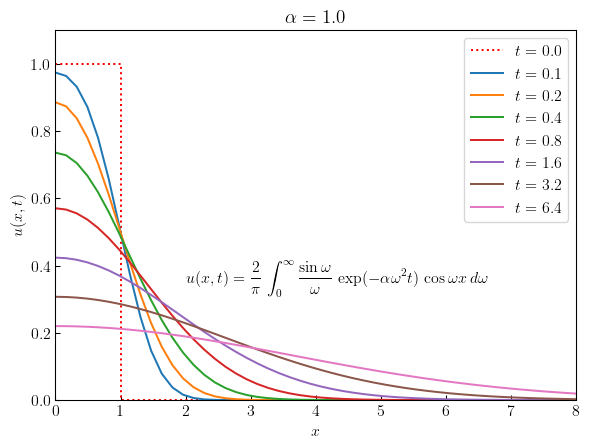 α = 1.0
u(x, t)
1.0
0.8
0.6
0.4
0.2
0.0
t = 0.0
t = 0.1
t = 0.2
t = 0.4
t = 0.8
t = 1.6
t = 3.2
t = 6.4
u(x, t) = 2/π ∫₀^∞ sin ω/ω exp(−αω²t) cos ωx dω
0 1 2 3 4 5 6 7 8
x